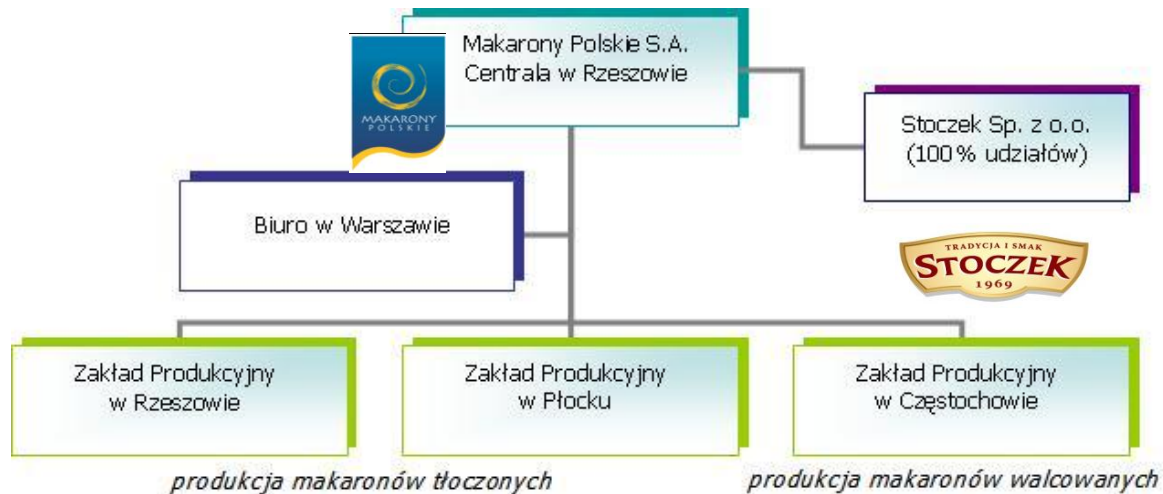 Makarony Polskie S.A.
Centrala w Rzeszowie
MAKARONY
POLSKIE
Stoczek Sp. z o.o.
(100% udziałów)
Biuro w Warszawie
TRADYCJA I SMAK
STOCZEK
1969
Zakład Produkcyjny
w Rzeszowie
Zakład Produkcyjny
w Płocku
Zakład Produkcyjny
w Częstochowie
produkcja makaronów tłoczonych
produkcja makaronów walcowanych